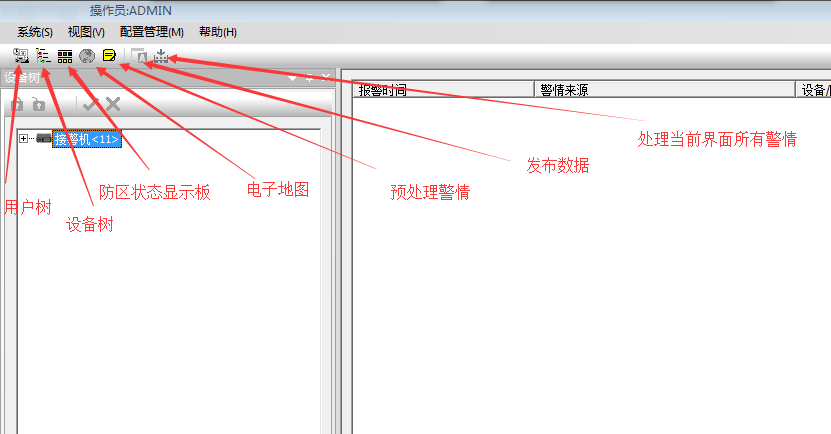 操作员:ADMIN
系统(S) 视图(V) 配置管理(M) 帮助(H)
设备树
报警时间 警情来源 设备/
接警机<11>
处理当前界面所有警情
发布数据
预处理警情
电子地图
防区状态显示板
用户树
设备树